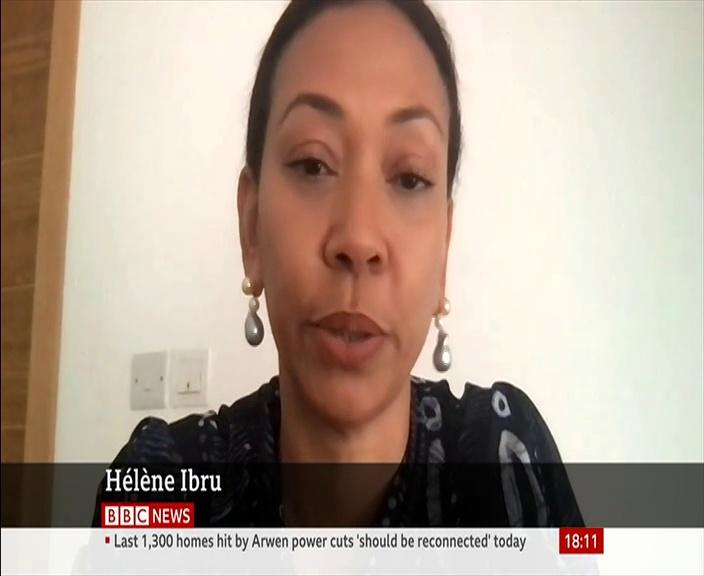 Hélène Ibru
BBC NEWS
Last 1,300 homes hit by Arwen power cuts 'should be reconnected' today
18:11